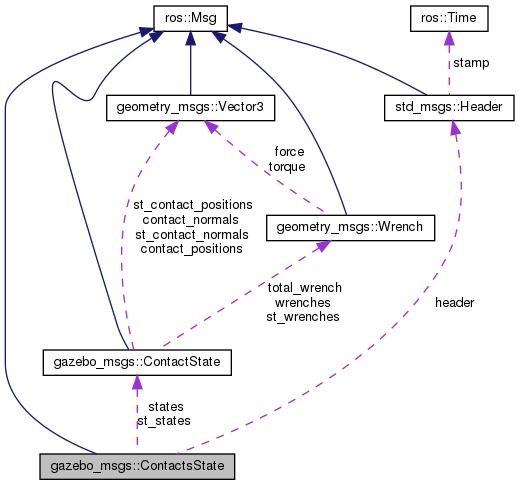 ros::Msg
ros::Time
stamp
geometry_msgs::Vector3
std_msgs::Header
force
torque
st_contact_positions
contact_normals
st_contact_normals
contact_positions
geometry_msgs::Wrench
total_wrench
wrenches
st_wrenches
header
gazebo_msgs::ContactState
states
st_states
gazebo_msgs::ContactsState